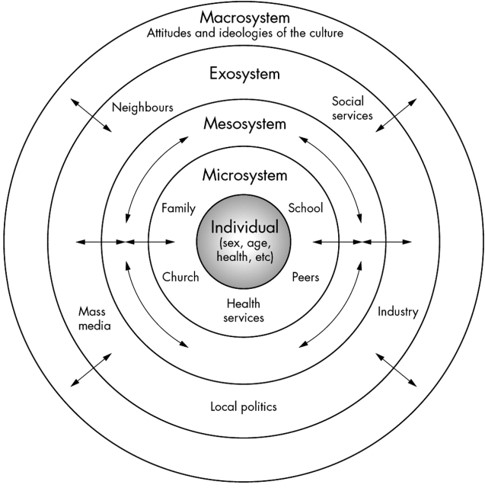 Macrosystem
Attitudes and ideologies of the culture
Exosystem
Neighbours
Social
services
Mesosystem
Microsystem
Family
School
Individual
(sex, age,
health, etc)
Church
Peers
Health
services
Mass
media
Industry
Local politics